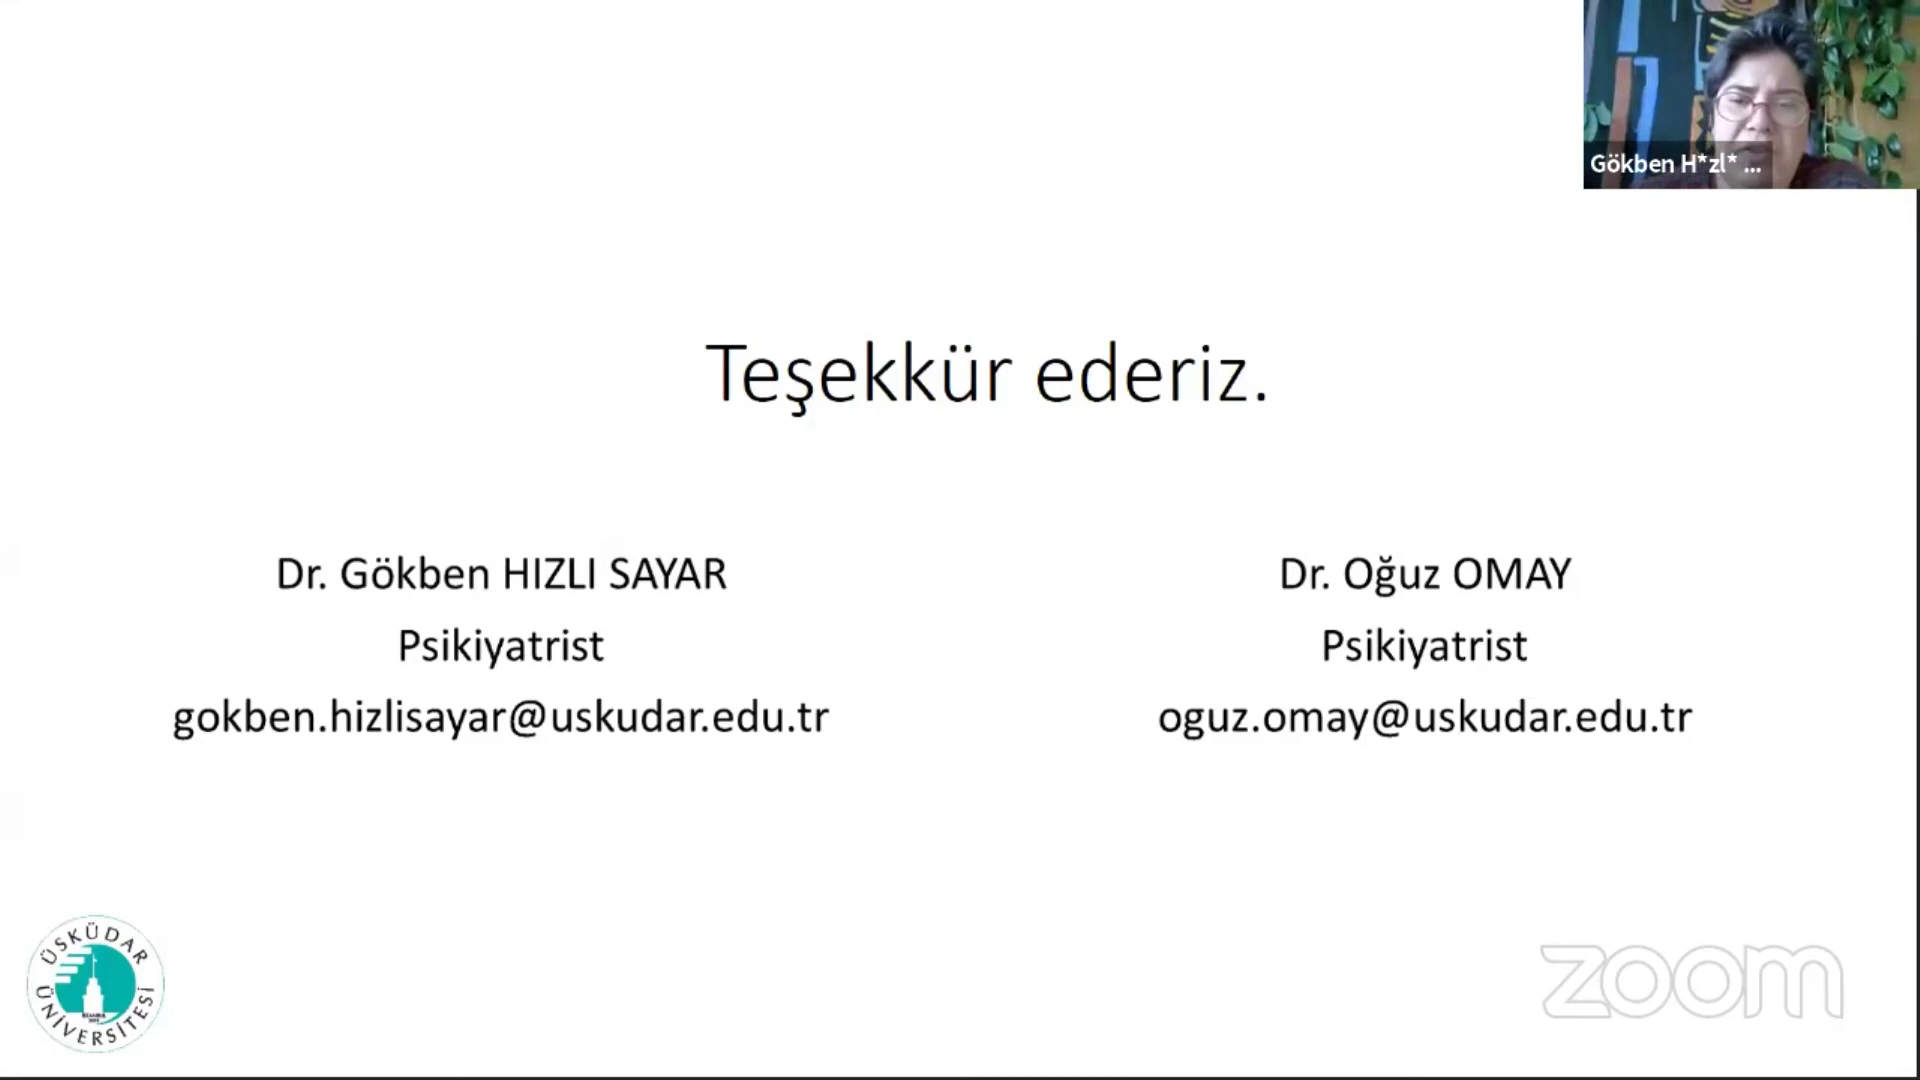 Gökben H*zl* ...
Teşekkür ederiz.
Dr. Gökben HIZLI SAYAR
Psikiyatrist
gokben.hizlisayar@uskudar.edu.tr
Dr. Oğuz OMAY
Psikiyatrist
oguz.omay@uskudar.edu.tr
ÜSKÜDAR
ÜNİVERSİTESİ
zoom